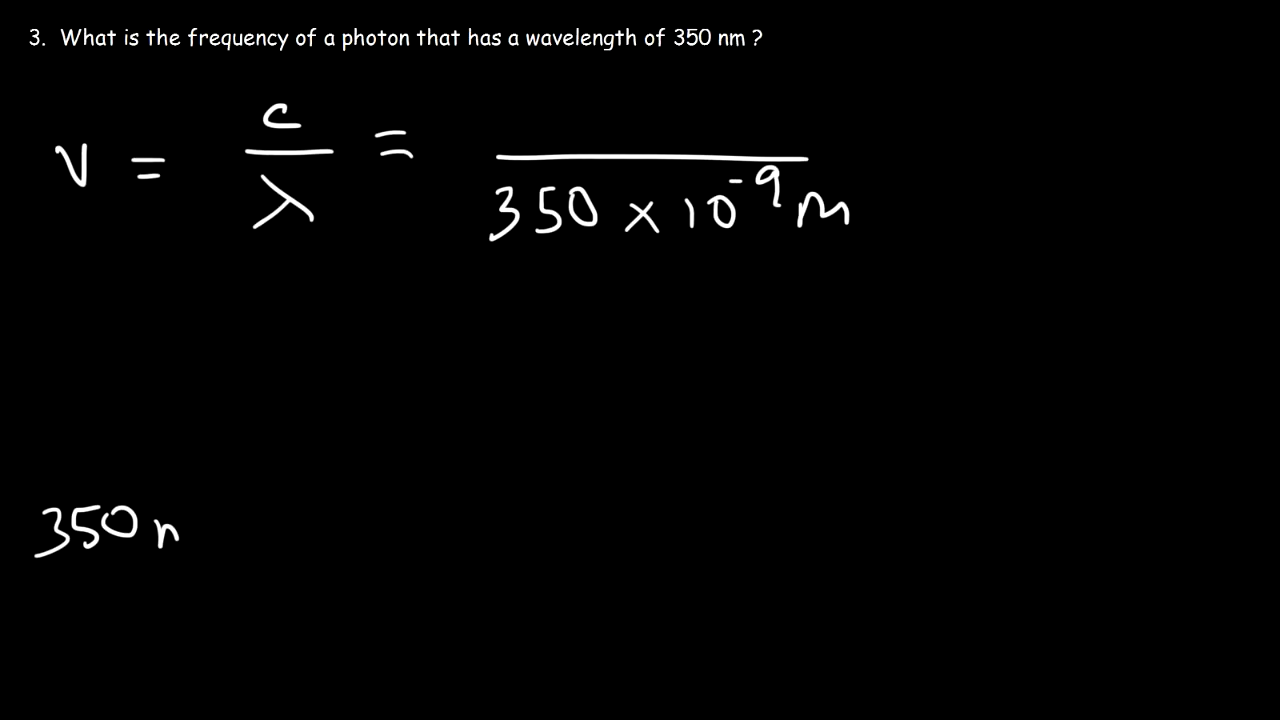 3. What is the frequency of a photon that has a wavelength of 350 nm ?
ν = c/λ = /350 × 10⁻⁹ m
350 n